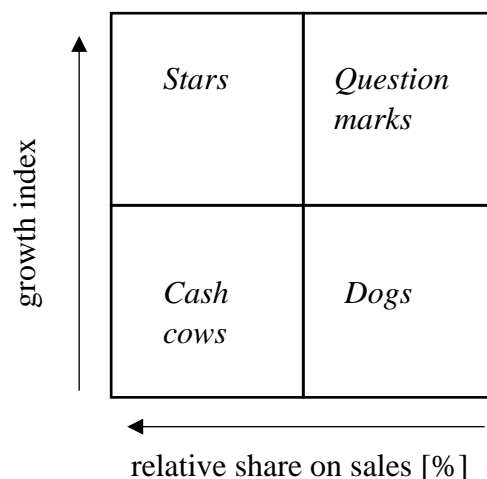 Stars
Question
marks
growth index
Cash
cows
Dogs
relative share on sales [%]